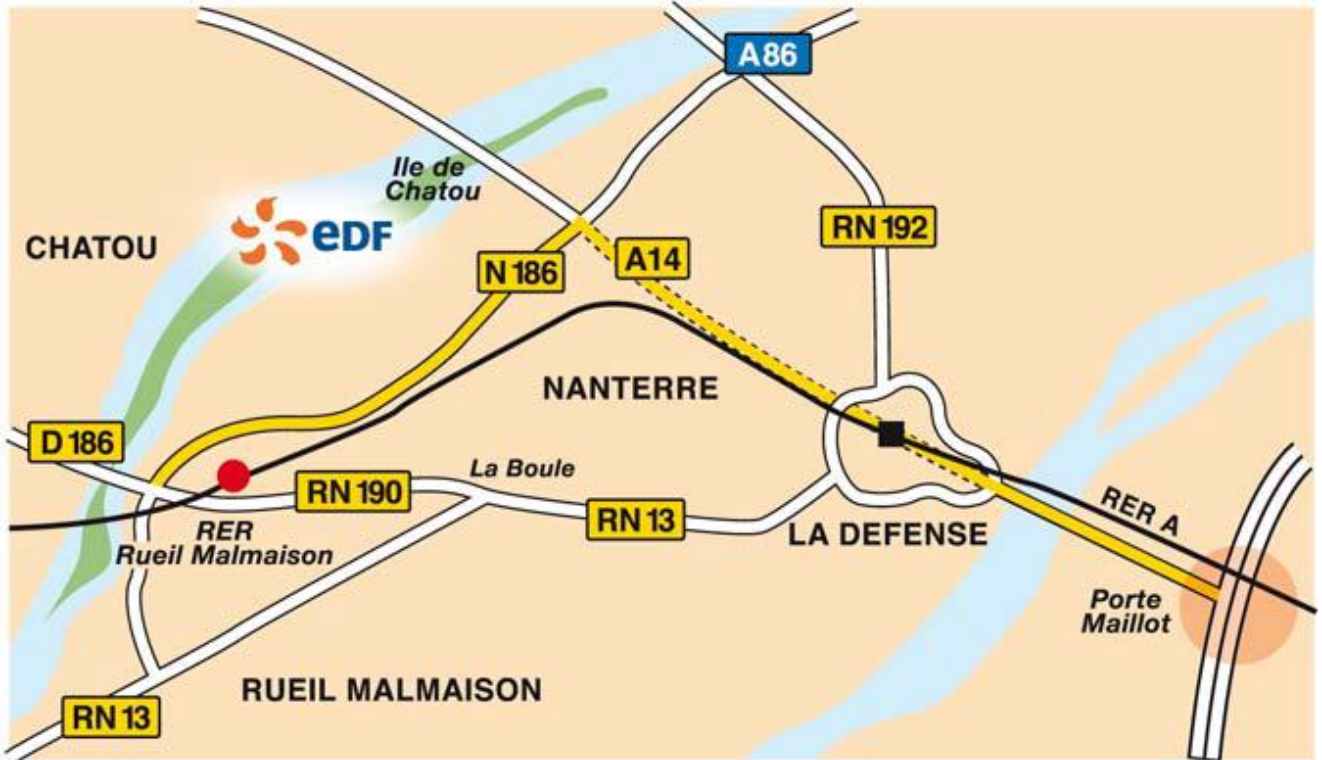 A86
Ile de
Chatou
CHATOU
eDF
RN 192
N 186
A14
NANTERRE
D 186
La Boule
RN 190
RN 13
RER
Rueil Malmaison
LA DEFENSE
RER A
Porte
Maillot
RUEIL MALMAISON
RN 13